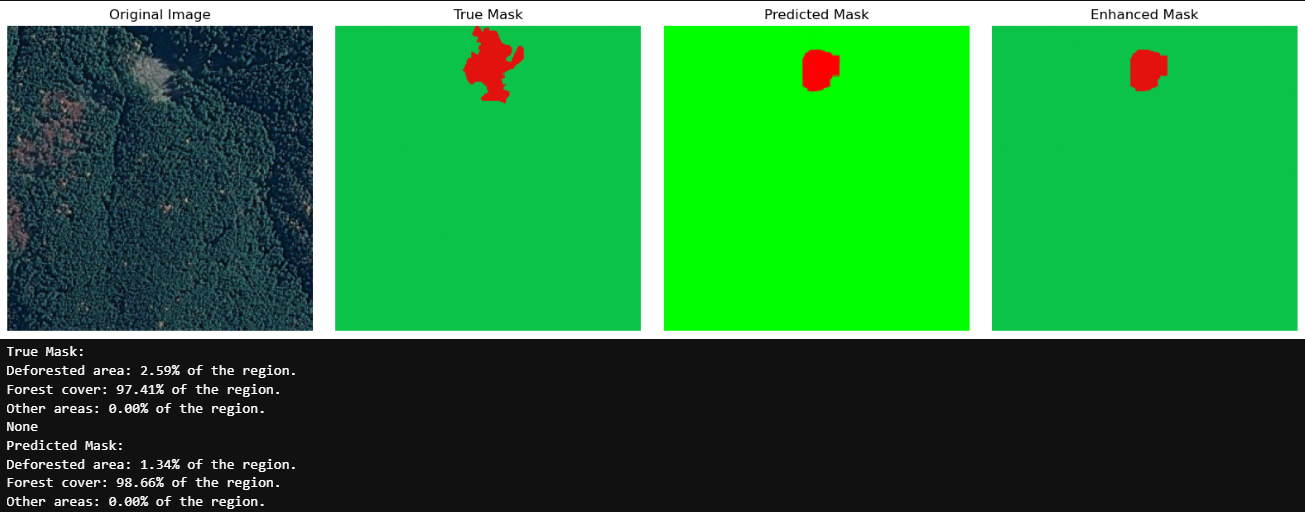 Original Image
True Mask
Predicted Mask
Enhanced Mask
True Mask:
Deforested area: 2.59% of the region.
Forest cover: 97.41% of the region.
Other areas: 0.00% of the region.
None
Predicted Mask:
Deforested area: 1.34% of the region.
Forest cover: 98.66% of the region.
Other areas: 0.00% of the region.